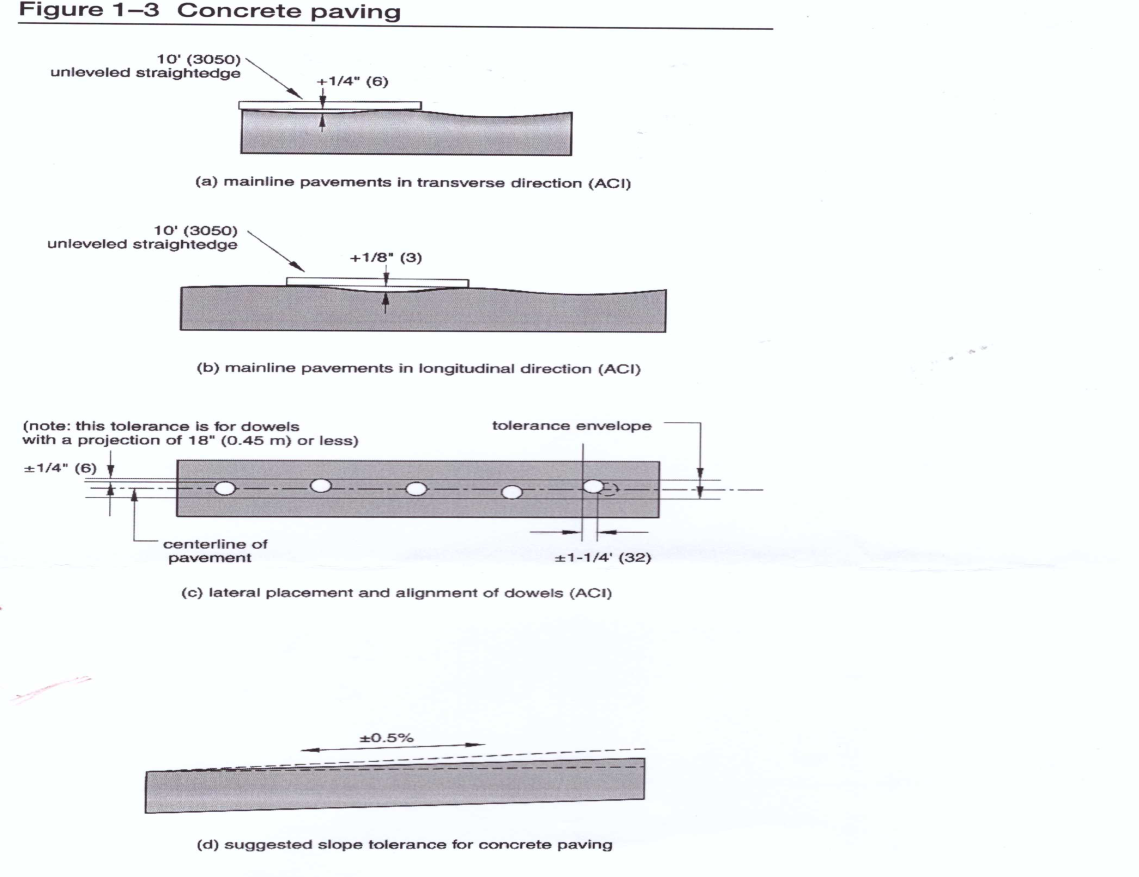 Figure 1–3 Concrete paving
10' (3050)
unleveled straightedge
+1/4" (6)
(a) mainline pavements in transverse direction (ACI)
10' (3050)
unleveled straightedge
+1/8" (3)
(b) mainline pavements in longitudinal direction (ACI)
(note: this tolerance is for dowels
with a projection of 18" (0.45 m) or less)
tolerance envelope
±1/4" (6)
centerline of
pavement
±1-1/4' (32)
(c) lateral placement and alignment of dowels (ACI)
±0.5%
(d) suggested slope tolerance for concrete paving